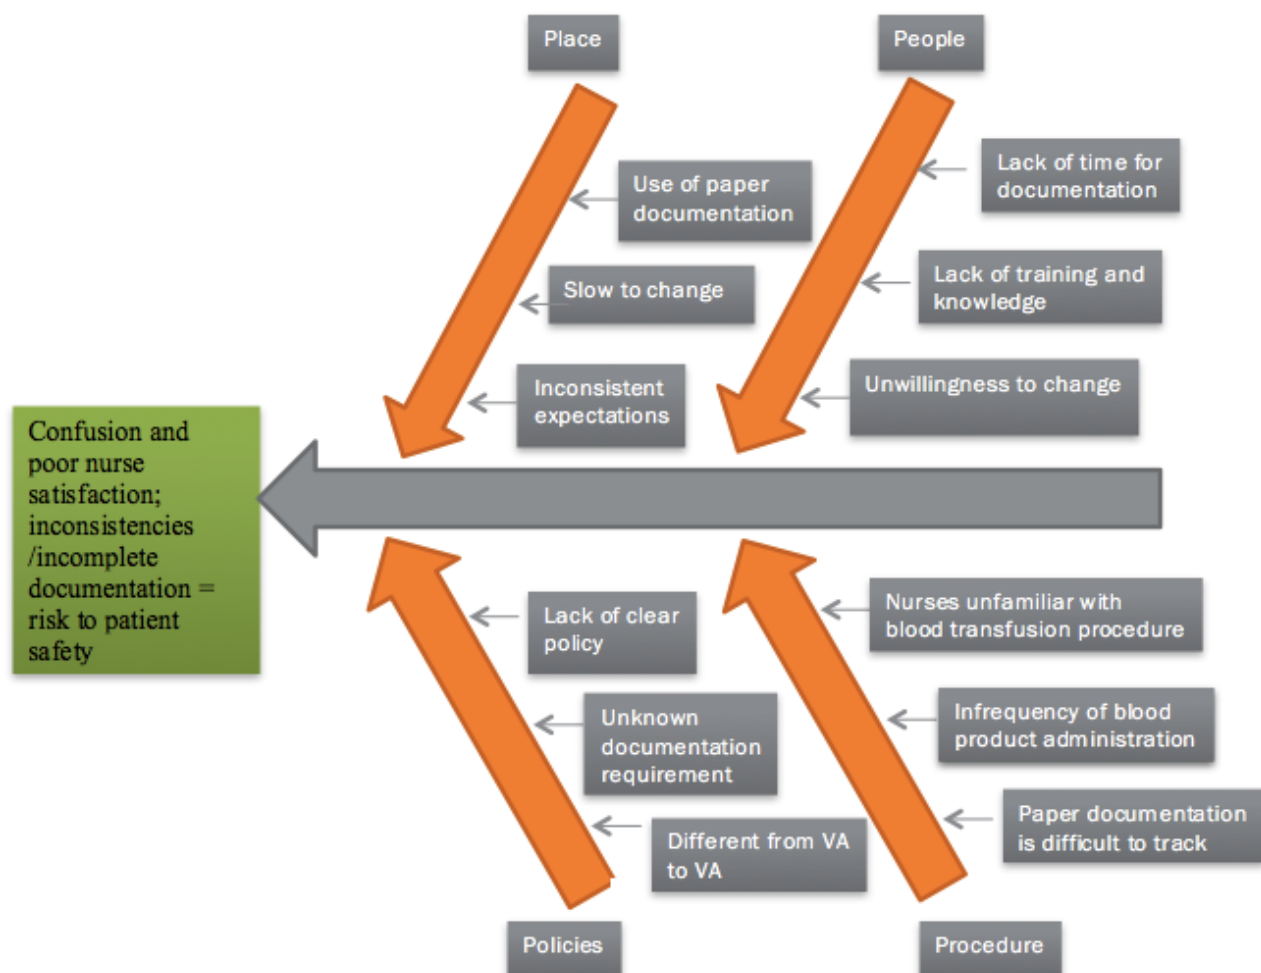 Place
People
Use of paper
documentation
Slow to change
Inconsistent
expectations
Lack of time for
documentation
Lack of training and
knowledge
Unwillingness to change
Confusion and
poor nurse
satisfaction;
inconsistencies
/incomplete
documentation =
risk to patient
safety
Lack of clear
policy
Unknown
documentation
requirement
Different from VA
to VA
Nurses unfamiliar with
blood transfusion procedure
Infrequency of blood
product administration
Paper documentation
is difficult to track
Policies
Procedure